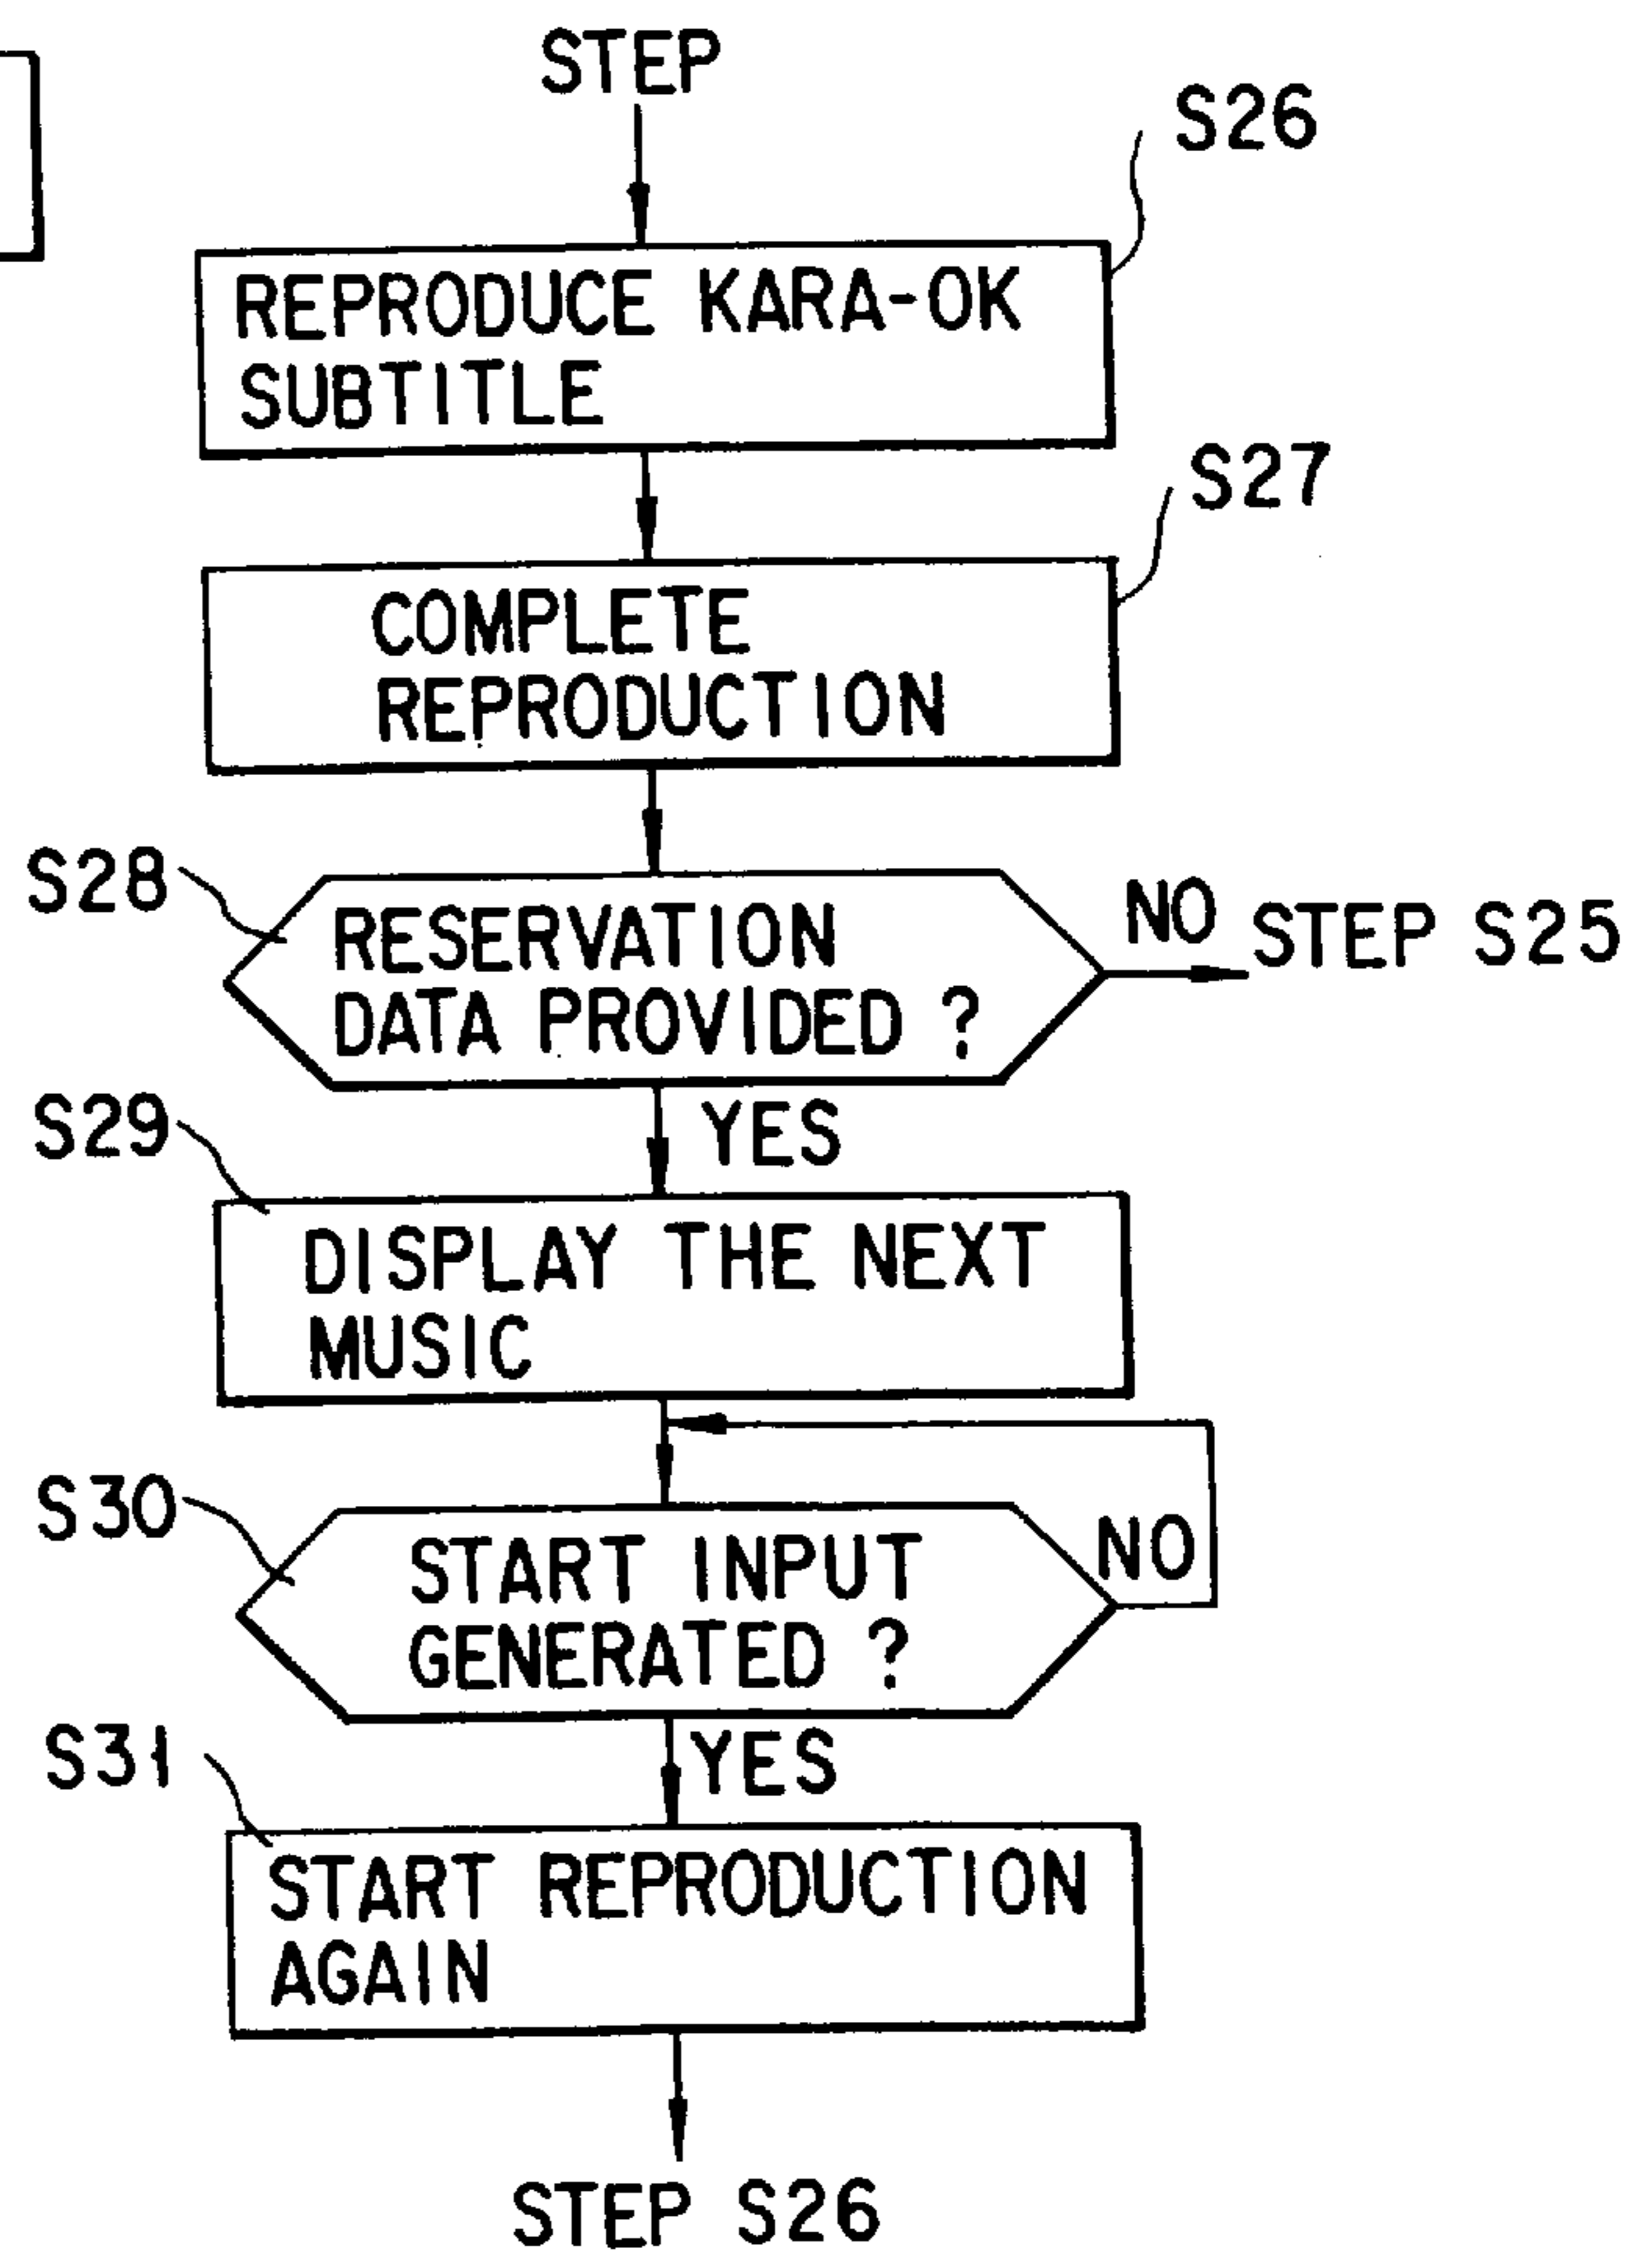 STEP
S26
REPRODUCE KARA-OK
SUBTITLE
S27
COMPLETE
REPRODUCTION
S28
RESERVATION
DATA PROVIDED ?
NO
STEP S25
YES
S29
DISPLAY THE NEXT
MUSIC
S30
START INPUT
GENERATED ?
NO
YES
S31
START REPRODUCTION
AGAIN
STEP S26